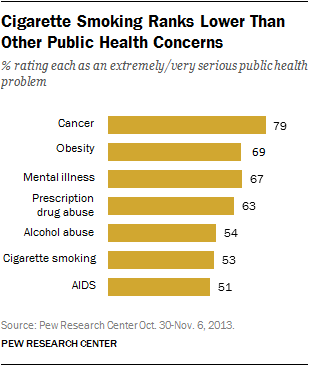 Cigarette Smoking Ranks Lower Than
Other Public Health Concerns
% rating each as an extremely/very serious public health
problem
Cancer 79
Obesity 69
Mental illness 67
Prescription
drug abuse 63
Alcohol abuse 54
Cigarette smoking 53
AIDS 51
Source: Pew Research Center Oct. 30-Nov. 6, 2013.
PEW RESEARCH CENTER